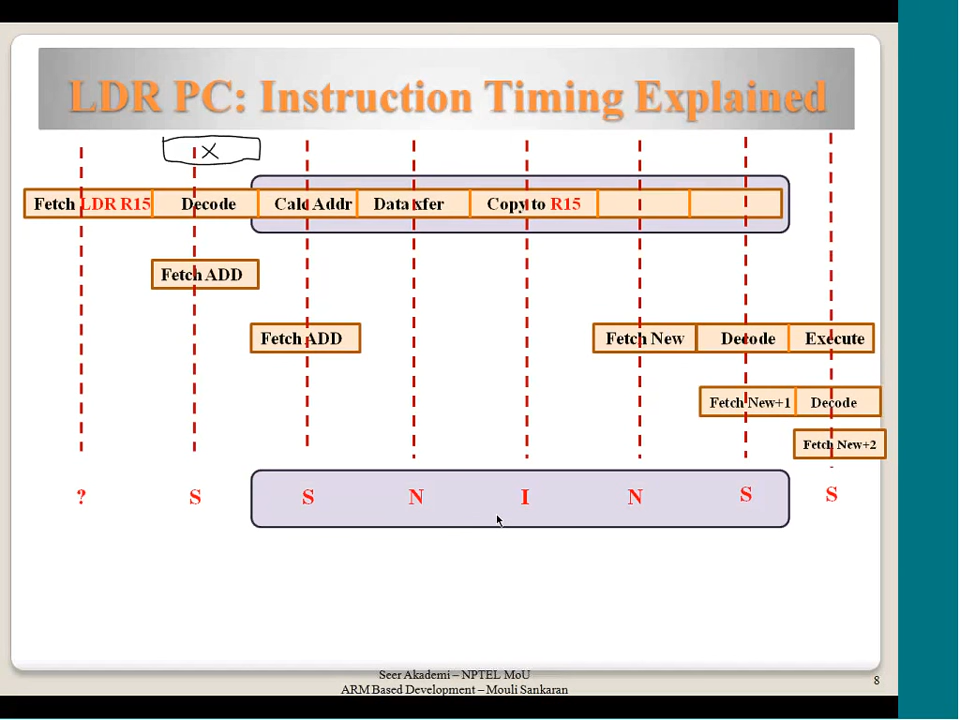 LDR PC: Instruction Timing Explained
X
Fetch LDR R15 Decode Calc Addr Data xfer Copy to R15
Fetch ADD
Fetch ADD Fetch New Decode Execute
Fetch New+1 Decode
Fetch New+2
? S S N I N S S
Seer Akademi – NPTEL MoU
ARM Based Development – Mouli Sankaran
8